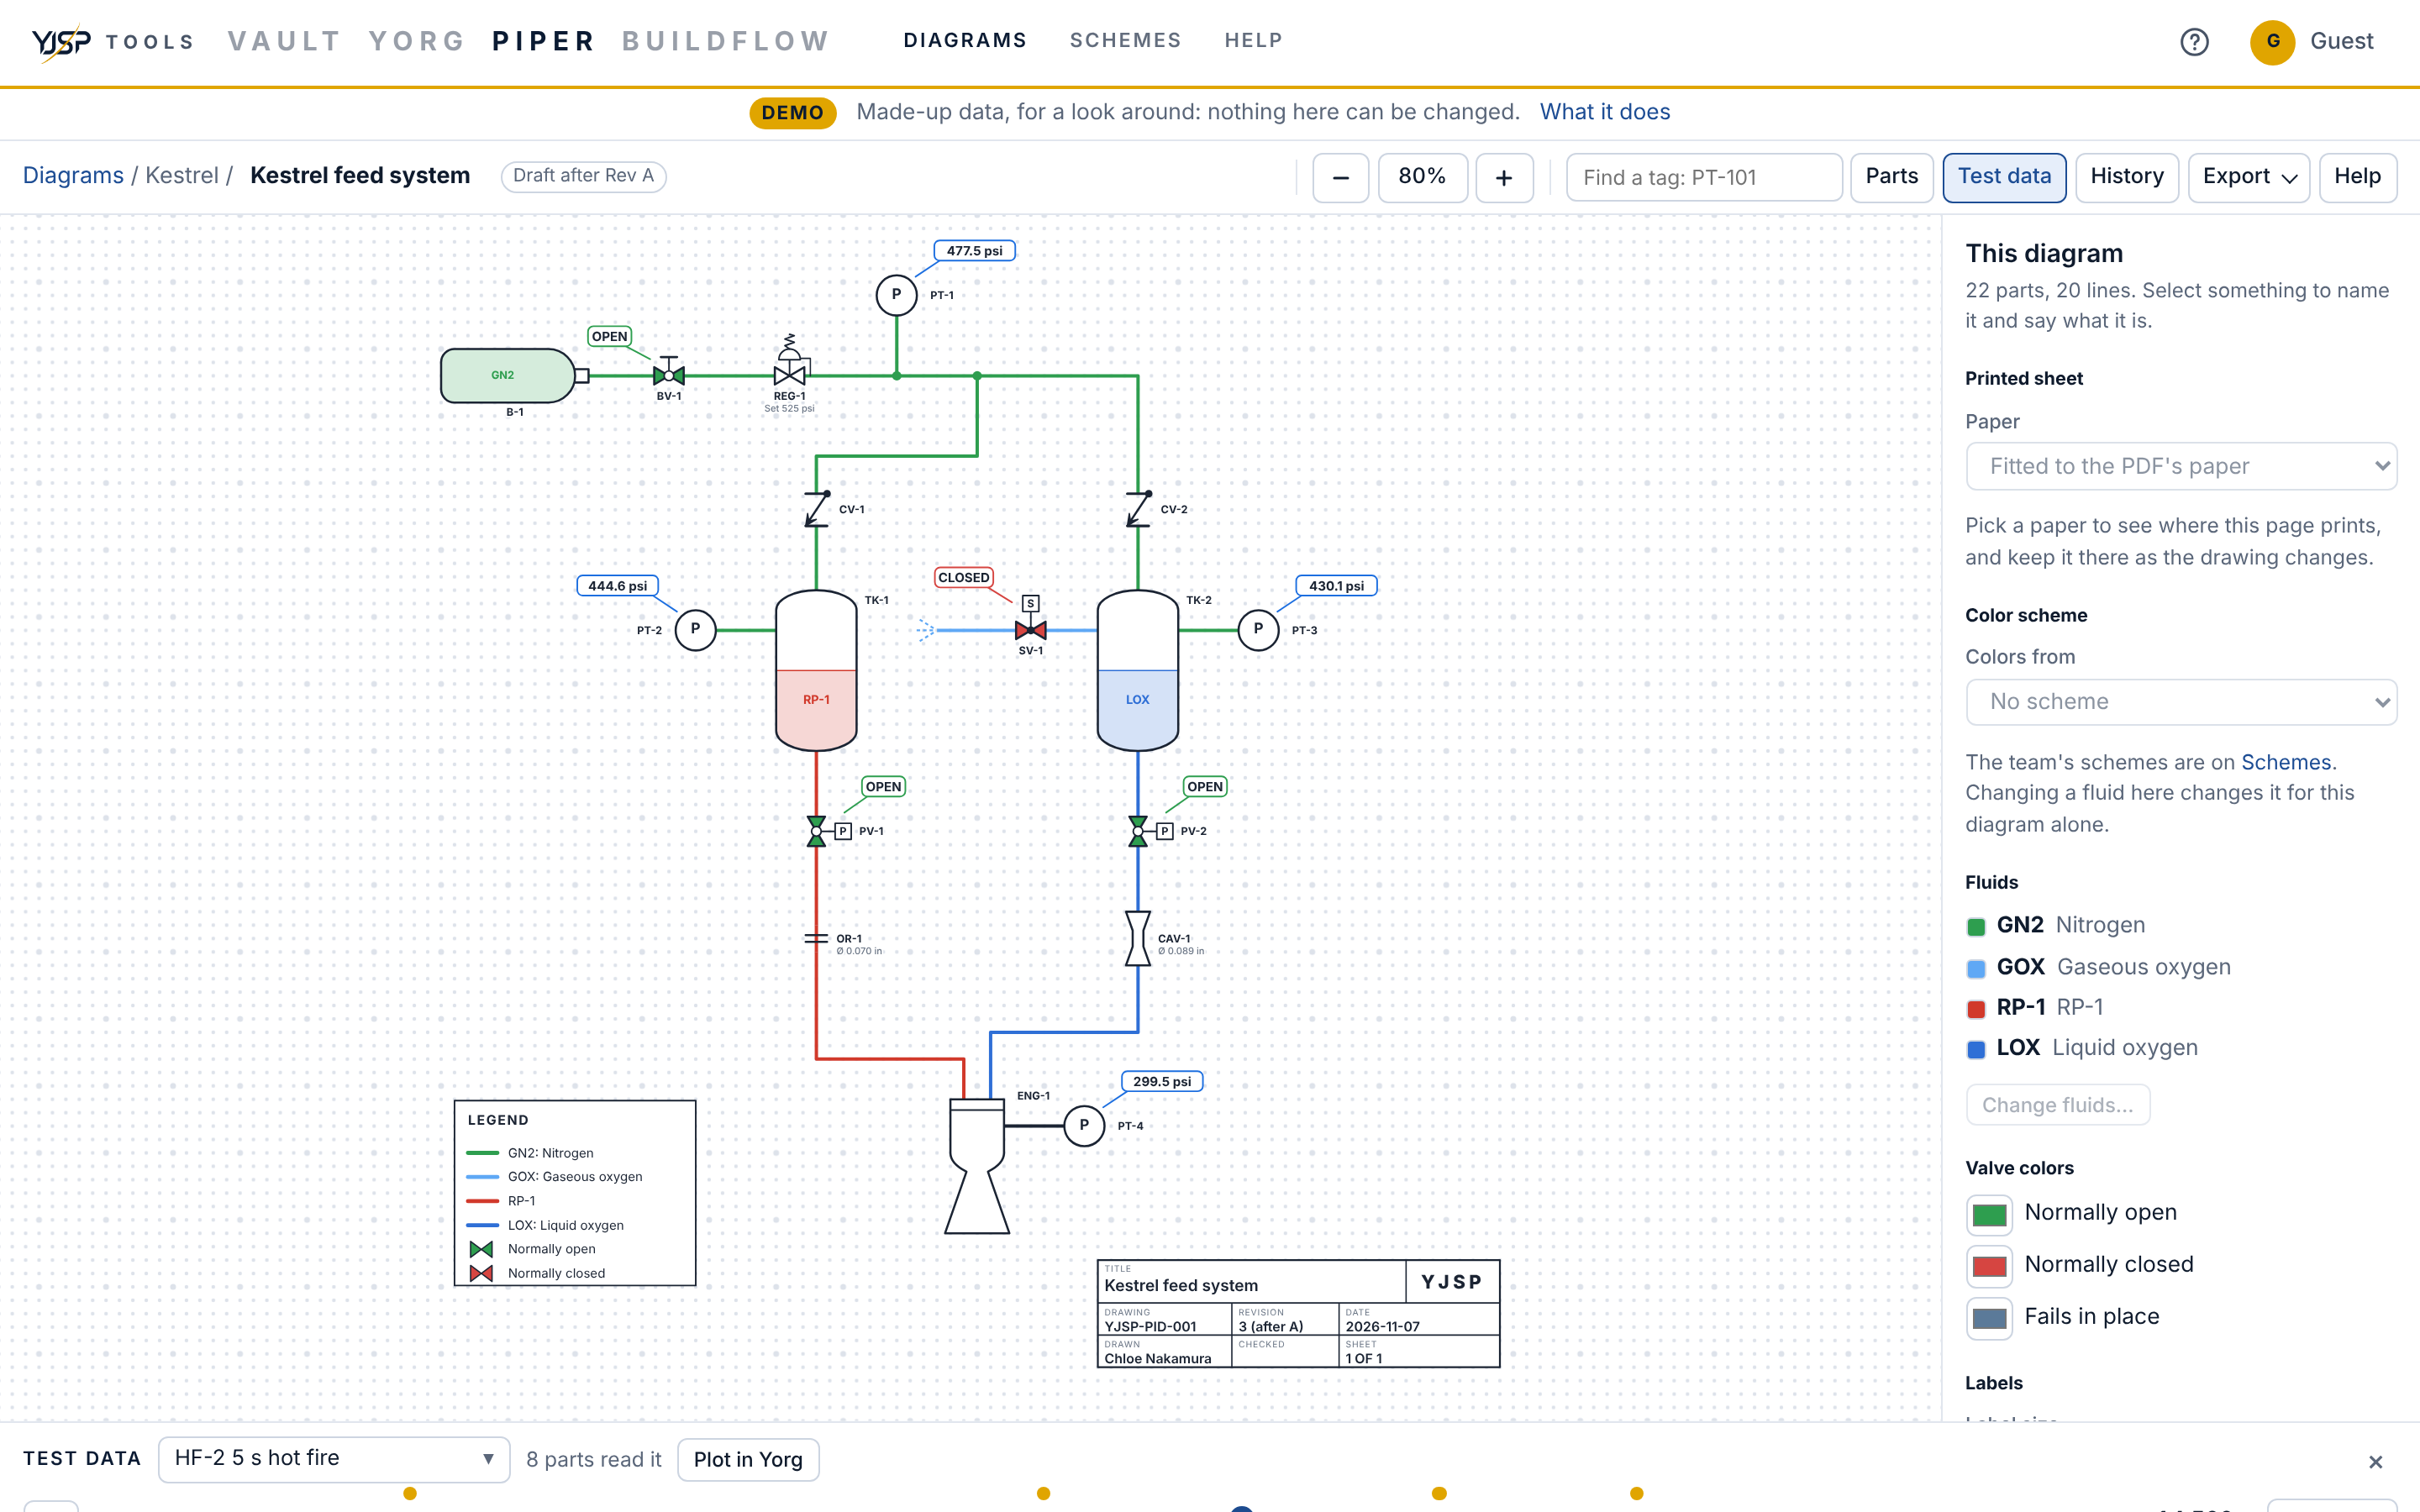 YJSP TOOLS VAULT YORG PIPER BUILDFLOW DIAGRAMS SCHEMES HELP ? G Guest
DEMO Made-up data, for a look around: nothing here can be changed. What it does
Diagrams / Kestrel / Kestrel feed system Draft after Rev A − 80% + Find a tag: PT-101 Parts Test data History Export Help
477.5 psi
P PT-1
OPEN
GN2
B-1
BV-1
REG-1
Set 525 psi
CV-1
CV-2
444.6 psi
PT-2 P
TK-1
CLOSED
S
SV-1
TK-2
430.1 psi
P PT-3
RP-1
LOX
OPEN
P PV-1
OPEN
P PV-2
OR-1
Ø 0.070 in
CAV-1
Ø 0.089 in
299.5 psi
ENG-1
P PT-4
LEGEND
GN2: Nitrogen
GOX: Gaseous oxygen
RP-1
LOX: Liquid oxygen
Normally open
Normally closed
TITLE
Kestrel feed system
YJSP
DRAWING
YJSP-PID-001
REVISION
3 (after A)
DATE
2026-11-07
DRAWN
Chloe Nakamura
CHECKED
SHEET
1 OF 1
This diagram
22 parts, 20 lines. Select something to name
it and say what it is.
Printed sheet
Paper
Fitted to the PDF's paper
Pick a paper to see where this page prints,
and keep it there as the drawing changes.
Color scheme
Colors from
No scheme
The team's schemes are on Schemes.
Changing a fluid here changes it for this
diagram alone.
Fluids
GN2 Nitrogen
GOX Gaseous oxygen
RP-1 RP-1
LOX Liquid oxygen
Change fluids...
Valve colors
Normally open
Normally closed
Fails in place
Labels
TEST DATA HF-2 5 s hot fire 8 parts read it Plot in Yorg ×